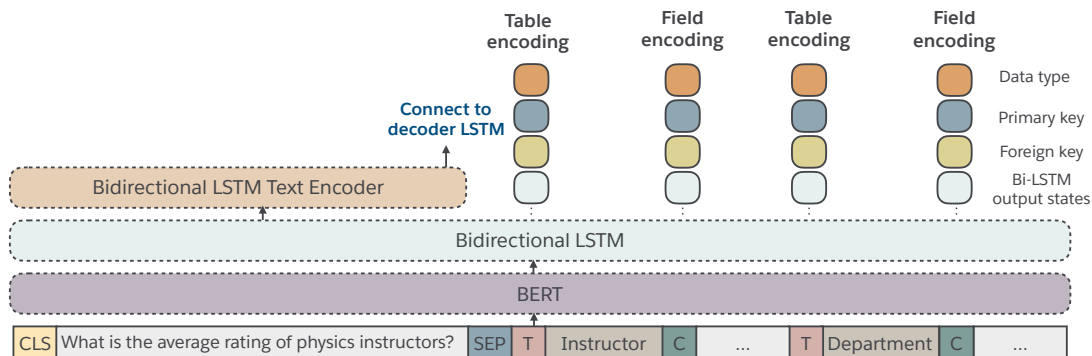 Table
encoding
Field
encoding
Table
encoding
Field
encoding
Data type
Connect to
decoder LSTM
Primary key
Foreign key
Bidirectional LSTM Text Encoder
Bi-LSTM
output states
Bidirectional LSTM
BERT
CLS What is the average rating of physics instructors? SEP T Instructor C ... T Department C ...